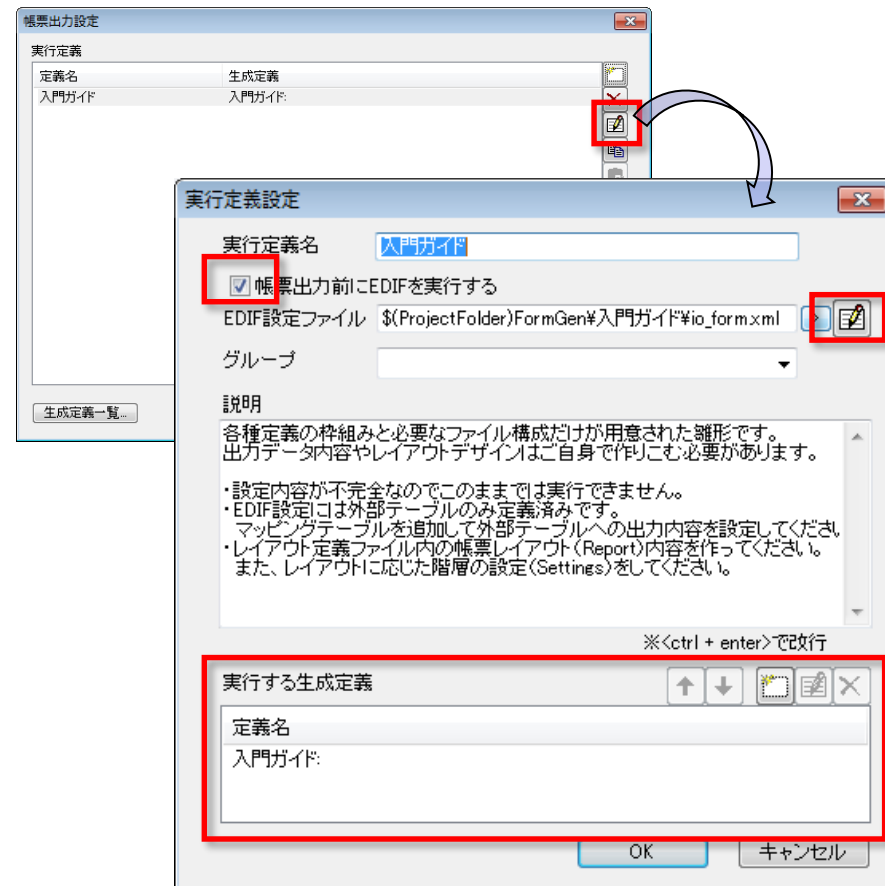 帳票出力設定
実行定義
定義名 生成定義
入門ガイド 入門ガイド:
生成定義一覧...
実行定義設定
実行定義名 入門ガイド
帳票出力前にEDIFを実行する
EDIF設定ファイル $(ProjectFolder)FormGen¥入門ガイド¥io_form.xml >
グループ
説明
各種定義の枠組みと必要なファイル構成だけが用意された雛形です。
出力データ内容やレイアウトデザインはご自身で作りこむ必要があります。
・設定内容が不完全なのでこのままでは実行できません。
・EDIF設定には外部テーブルのみ定義済みです。
マッピングテーブルを追加して外部テーブルへの出力内容を設定してくださ
・レイアウト定義ファイル内の帳票レイアウト(Report)内容を作ってください。
また、レイアウトに応じた階層の設定(Settings)をしてください。
※<ctrl + enter>で改行
実行する生成定義
定義名
入門ガイド:
OK キャンセル